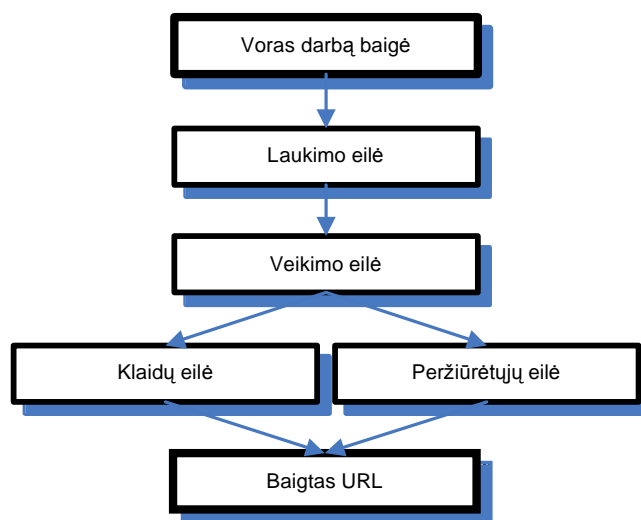 Voras darbą baigė
Laukimo eilė
Veikimo eilė
Klaidų eilė
Peržiūrėtųjų eilė
Baigtas URL